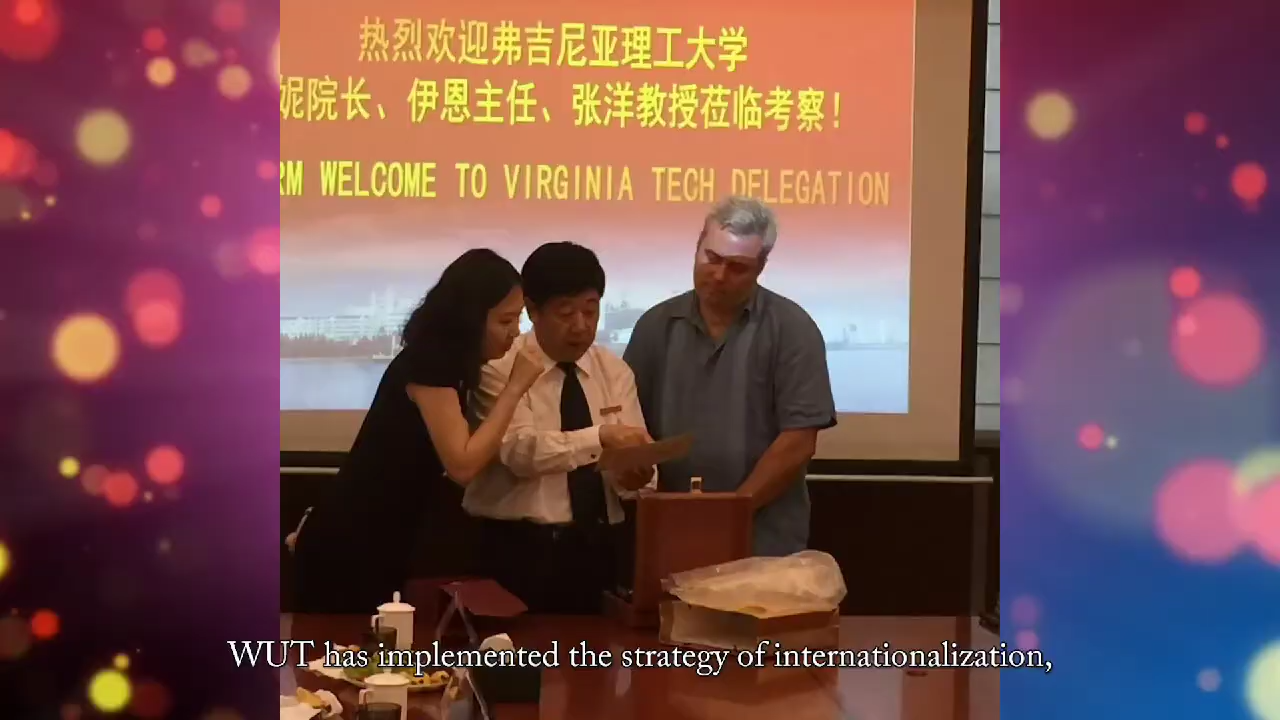 热烈欢迎弗吉尼亚理工大学
妮院长、伊恩主任、张洋教授莅临考察!
RM WELCOME TO VIRGINIA TECH DELEGATION
WUT has implemented the strategy of internationalization,